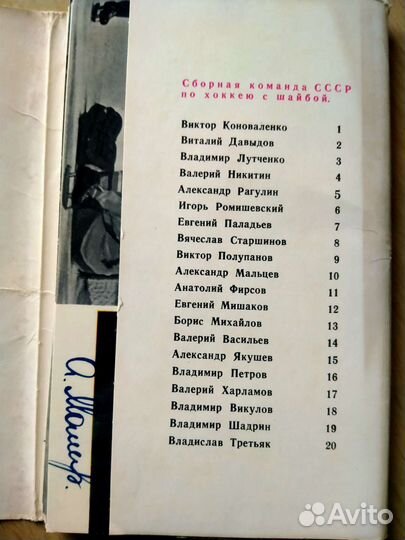 Сборная команда СССР
по хоккею с шайбой.
Виктор Коноваленко 1
Виталий Давыдов 2
Владимир Лутченко 3
Валерий Никитин 4
Александр Рагулин 5
Игорь Ромишевский 6
Евгений Паладьев 7
Вячеслав Старшинов 8
Виктор Полупанов 9
Александр Мальцев 10
Анатолий Фирсов 11
Евгений Мишаков 12
Борис Михайлов 13
Валерий Васильев 14
Александр Якушев 15
Владимир Петров 16
Валерий Харламов 17
Владимир Викулов 18
Владимир Шадрин 19
Владислав Третьяк 20
Avito